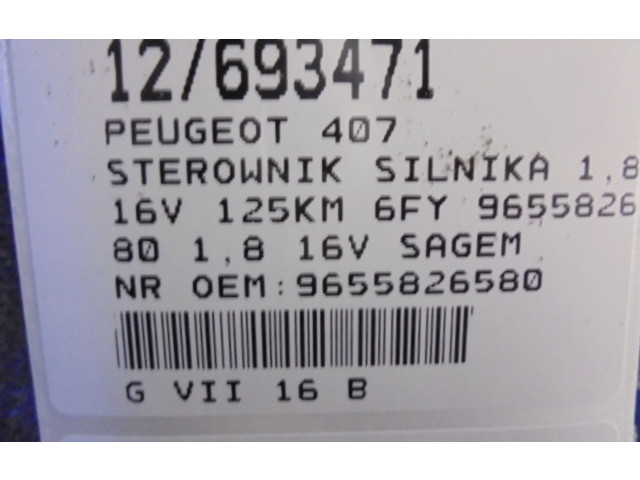 12/693471
PEUGEOT 407
STEROWNIK SILNIKA 1,8
16V 125KM 6FY 9655826
80 1,8 16V SAGEM
NR OEM:9655826580
G VII 16 B